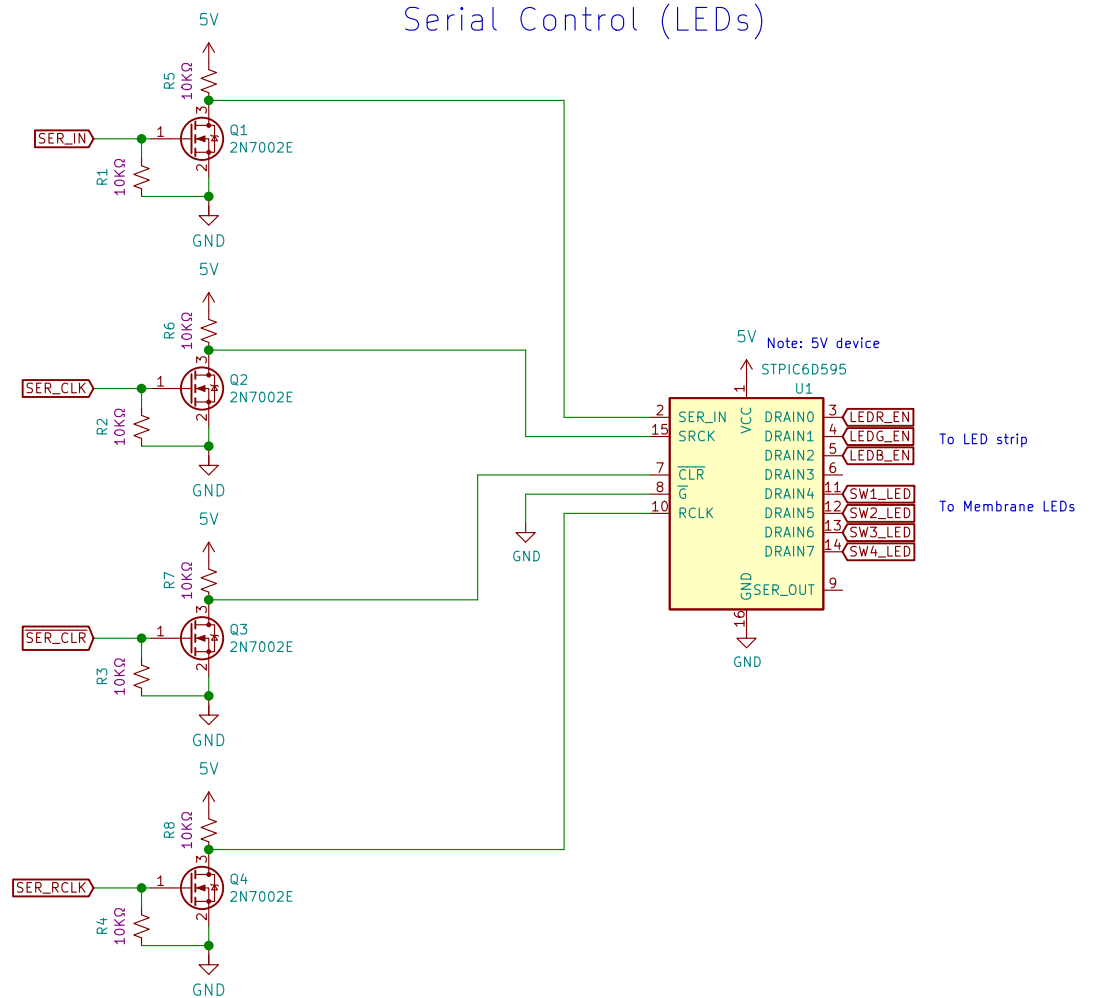 Serial Control (LEDs)
5V
R5
10KΩ
3
Q1
2N7002E
SER_IN
1
R1
10KΩ
2
GND
5V
R6
10KΩ
3
Q2
2N7002E
SER_CLK
1
R2
10KΩ
2
GND
5V
R7
10KΩ
3
Q3
2N7002E
SER_CLR
1
R3
10KΩ
2
GND
5V
R8
10KΩ
3
Q4
2N7002E
SER_RCLK
1
R4
10KΩ
2
GND
5V
Note: 5V device
STPIC6D595
U1
1
VCC
2 SER_IN
15 SRCK
7 CLR
8 G
10 RCLK
GND
DRAIN0 3 LEDR_EN
DRAIN1 4 LEDG_EN
DRAIN2 5 LEDB_EN
DRAIN3 6
DRAIN4 11 SW1_LED
DRAIN5 12 SW2_LED
DRAIN6 13 SW3_LED
DRAIN7 14 SW4_LED
SER_OUT 9
GND
16
GND
To LED strip
To Membrane LEDs